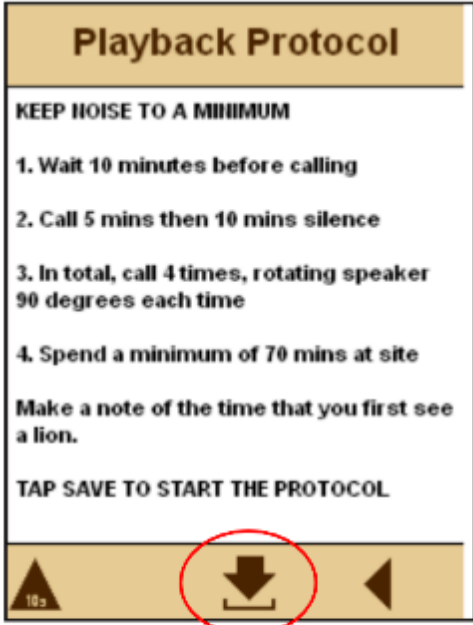 Playback Protocol
KEEP NOISE TO A MINIMUM
1. Wait 10 minutes before calling
2. Call 5 mins then 10 mins silence
3. In total, call 4 times, rotating speaker
90 degrees each time
4. Spend a minimum of 70 mins at site
Make a note of the time that you first see
a lion.
TAP SAVE TO START THE PROTOCOL
10s